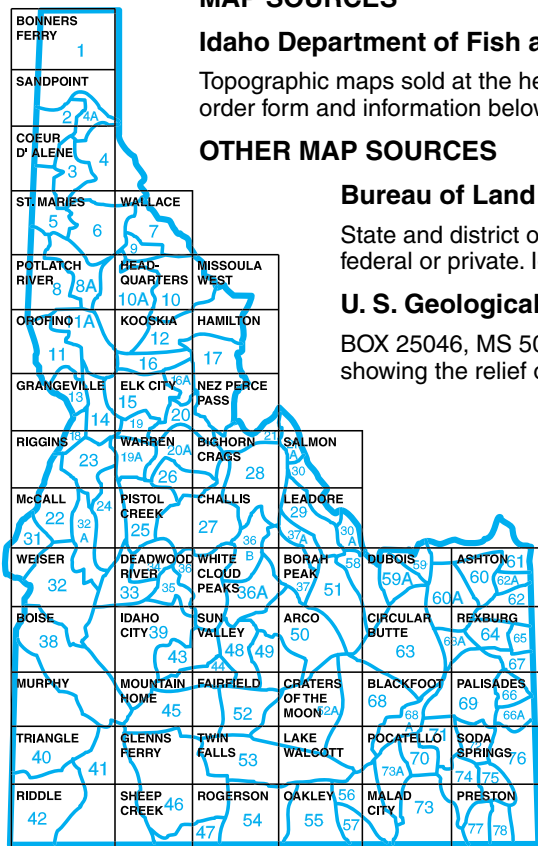 MAP SOURCES
Idaho Department of Fish a
Topographic maps sold at the he
order form and information below
OTHER MAP SOURCES
Bureau of Land
State and district o
federal or private. I
U. S. Geological
BOX 25046, MS 50
showing the relief o
BONNERS
FERRY
1
SANDPOINT
2 4A
COEUR
D' ALENE
3 4
ST. MARIES WALLACE
5 6 7
9
POTLATCH HEAD- MISSOULA
RIVER QUARTERS WEST
8 8A 10A 10
OROFINO 1A KOOSKIA HAMILTON
12
11 16 17
GRANGEVILLE ELK CITY 16A NEZ PERCE
PASS
13 15
14 19 20
RIGGINS 18 WARREN BIGHORN 21 SALMON
CRAGS
19A 20A A
23 26 28 30
McCALL PISTOL CHALLIS LEADORE
CREEK
22 24 29
32
A 25 27 36
B
31 37A 30
A
WEISER DEADWOOD WHITE BORAH 58 DUBOIS 59 ASHTON 61
RIVER CLOUD PEAK
PEAKS
34 36 59A 60 62A
32 33 35 36A 37 51 60A 62
BOISE IDAHO SUN ARCO CIRCULAR REXBURG
CITY VALLEY BUTTE
38 39 48 49 50 63 63A 64 65
43 44 67
MURPHY MOUNTAIN FAIRFIELD CRATERS BLACKFOOT PALISADES
HOME OF THE
MOON
45 52 52A 68 69 66
68
A 66A
TRIANGLE GLENNS TWIN LAKE POCATELLO 71 SODA
FERRY FALLS WALCOTT SPRINGS
40 41 53 70 76
73A 74 75
RIDDLE SHEEP ROGERSON OAKLEY 56 MALAD PRESTON
CREEK CITY
42 46 47 54 55 57 73 77 78